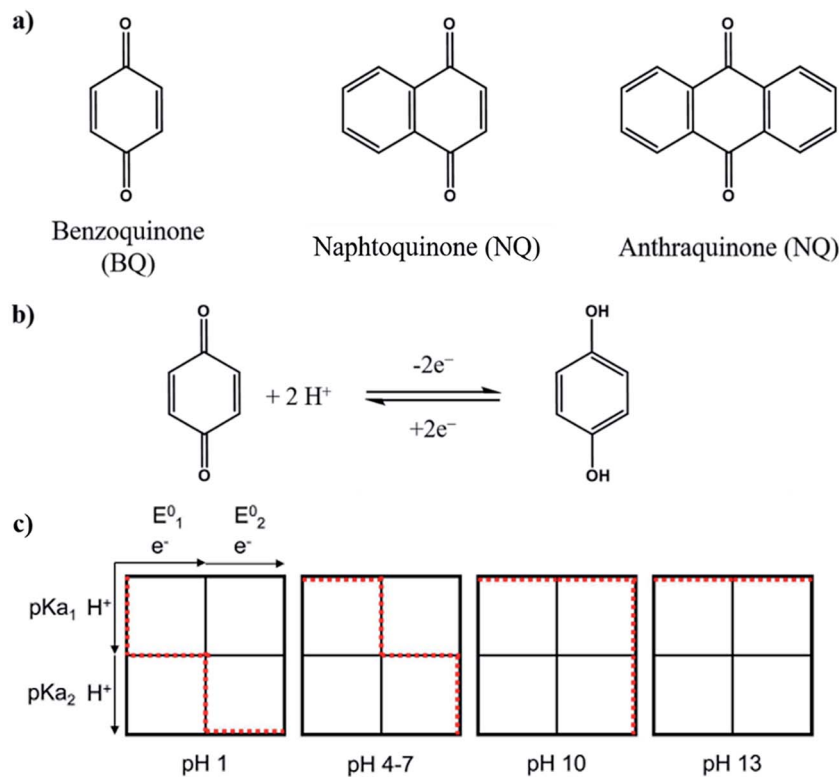 a)
O
O
O
O
O
O
Benzoquinone
(BQ)
Naphtoquinone (NQ)
Anthraquinone (NQ)
b)
O
OH
+ 2 H⁺
-2e⁻
+2e⁻
O
OH
c)
E⁰₁ E⁰₂
e⁻ e⁻
pKa₁ H⁺
pKa₂ H⁺
pH 1 pH 4-7 pH 10 pH 13